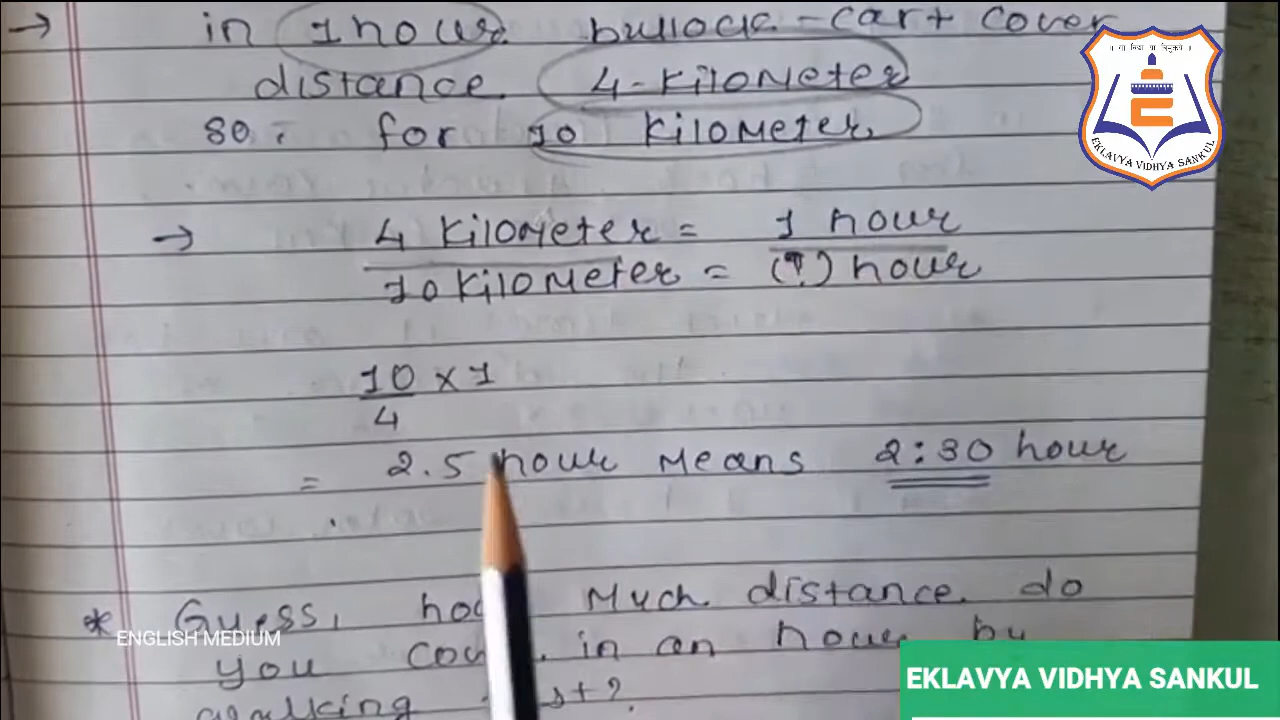 → in 1 hour bullock-cart cover
distance 4-kilometer
so, for 10 kilometer
→ 4 kilometer = 1 hour
10 kilometer = (?) hour
10 × 1
4
= 2.5 hour means 2:30 hour
* Guess, Much distance do
you in an hour by
walking
ENGLISH MEDIUM
EKLAVYA VIDHYA SANKUL
EKLAVYA VIDHYA SANKUL